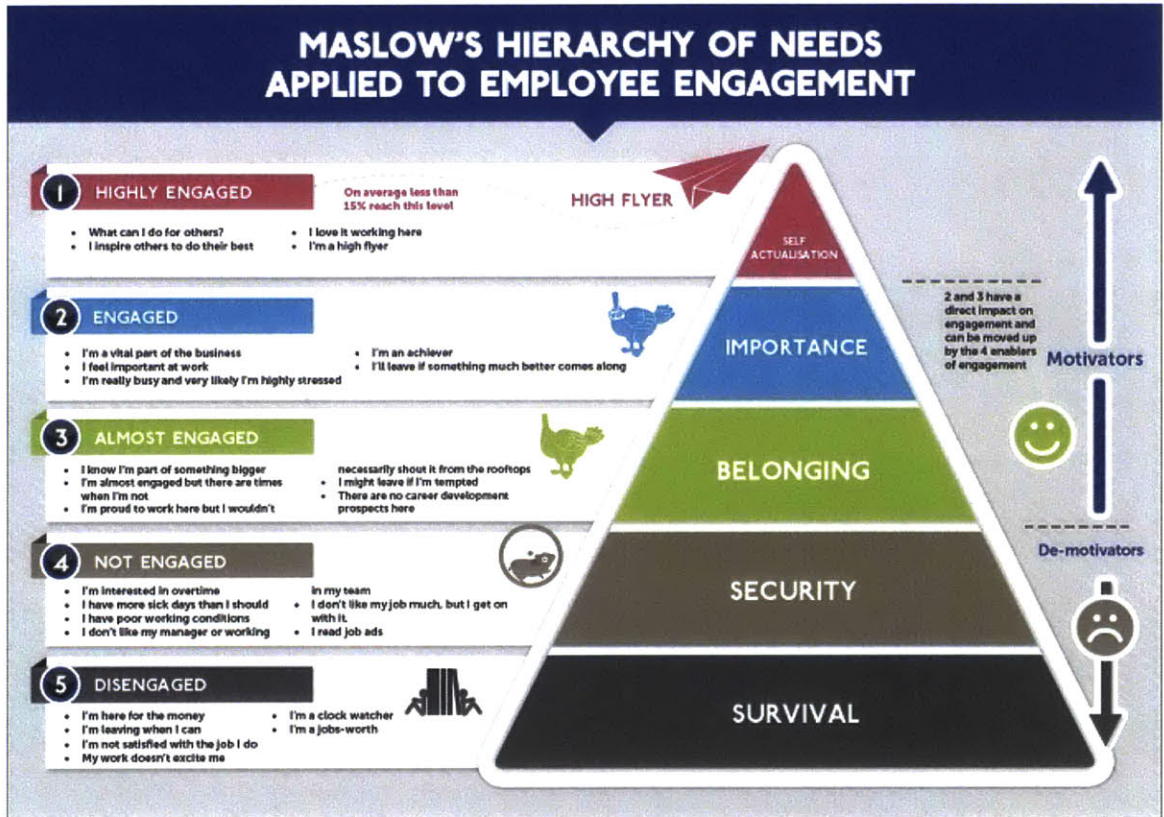 MASLOW'S HIERARCHY OF NEEDS
APPLIED TO EMPLOYEE ENGAGEMENT
1 HIGHLY ENGAGED
On average less than
15% reach this level
HIGH FLYER
• What can I do for others?
• I inspire others to do their best
• I love it working here
• I'm a high flyer
SELF
ACTUALISATION
2 ENGAGED
• I'm a vital part of the business
• I feel important at work
• I'm really busy and very likely I'm highly stressed
• I'm an achiever
• I'll leave if something much better comes along
IMPORTANCE
2 and 3 have a
direct impact on
engagement and
can be moved up
by the 4 enablers
of engagement
Motivators
3 ALMOST ENGAGED
• I know I'm part of something bigger
• I'm almost engaged but there are times
when I'm not
• I'm proud to work here but I wouldn't
necessarily shout it from the rooftops
• I might leave if I'm tempted
• There are no career development
prospects here
BELONGING
De-motivators
4 NOT ENGAGED
• I'm interested in overtime
• I have more sick days than I should
• I have poor working conditions
• I don't like my manager or working
in my team
• I don't like my job much, but I get on
with it.
• I read job ads
SECURITY
5 DISENGAGED
• I'm here for the money
• I'm leaving when I can
• I'm not satisfied with the job I do
• My work doesn't excite me
• I'm a clock watcher
• I'm a jobs-worth
SURVIVAL